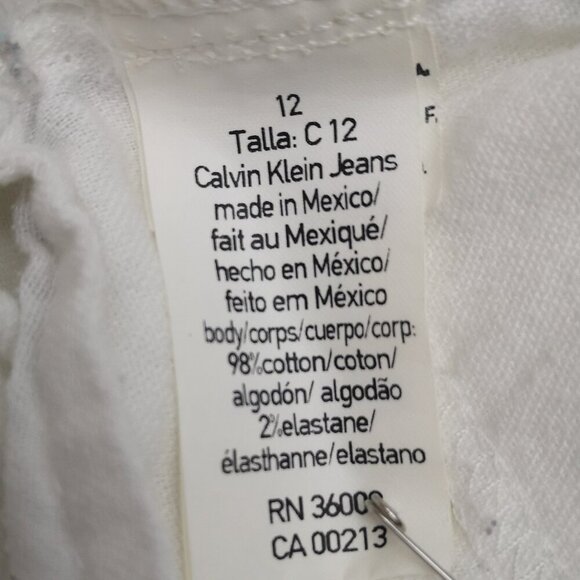 12
Talla: C 12
Calvin Klein Jeans
made in Mexico/
fait au Mexiqué/
hecho en México/
feito em México
body/corps/cuerpo/corp:
98%cotton/coton/
algodón/ algodão
2%elastane/
élasthanne/elastano
RN 36009
CA 00213
F.